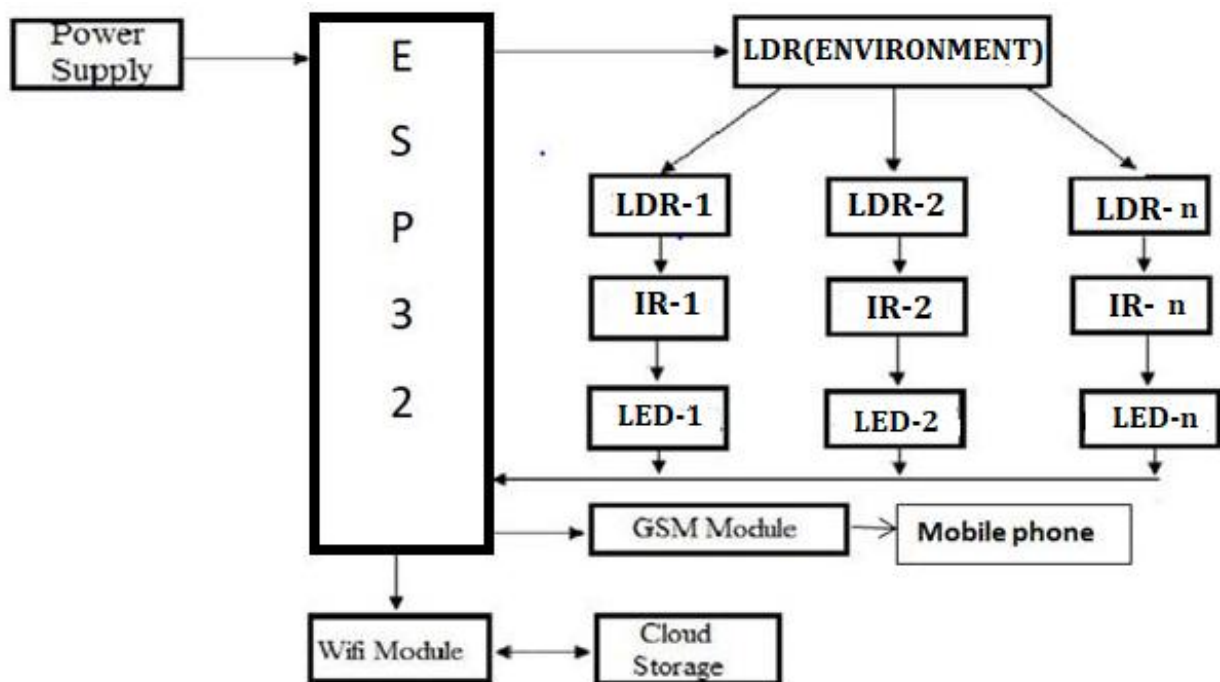 Power
Supply
E
S
P
3
2
LDR(ENVIRONMENT)
LDR-1
LDR-2
LDR- n
IR-1
IR-2
IR- n
LED-1
LED-2
LED-n
GSM Module
Mobile phone
Wifi Module
Cloud
Storage